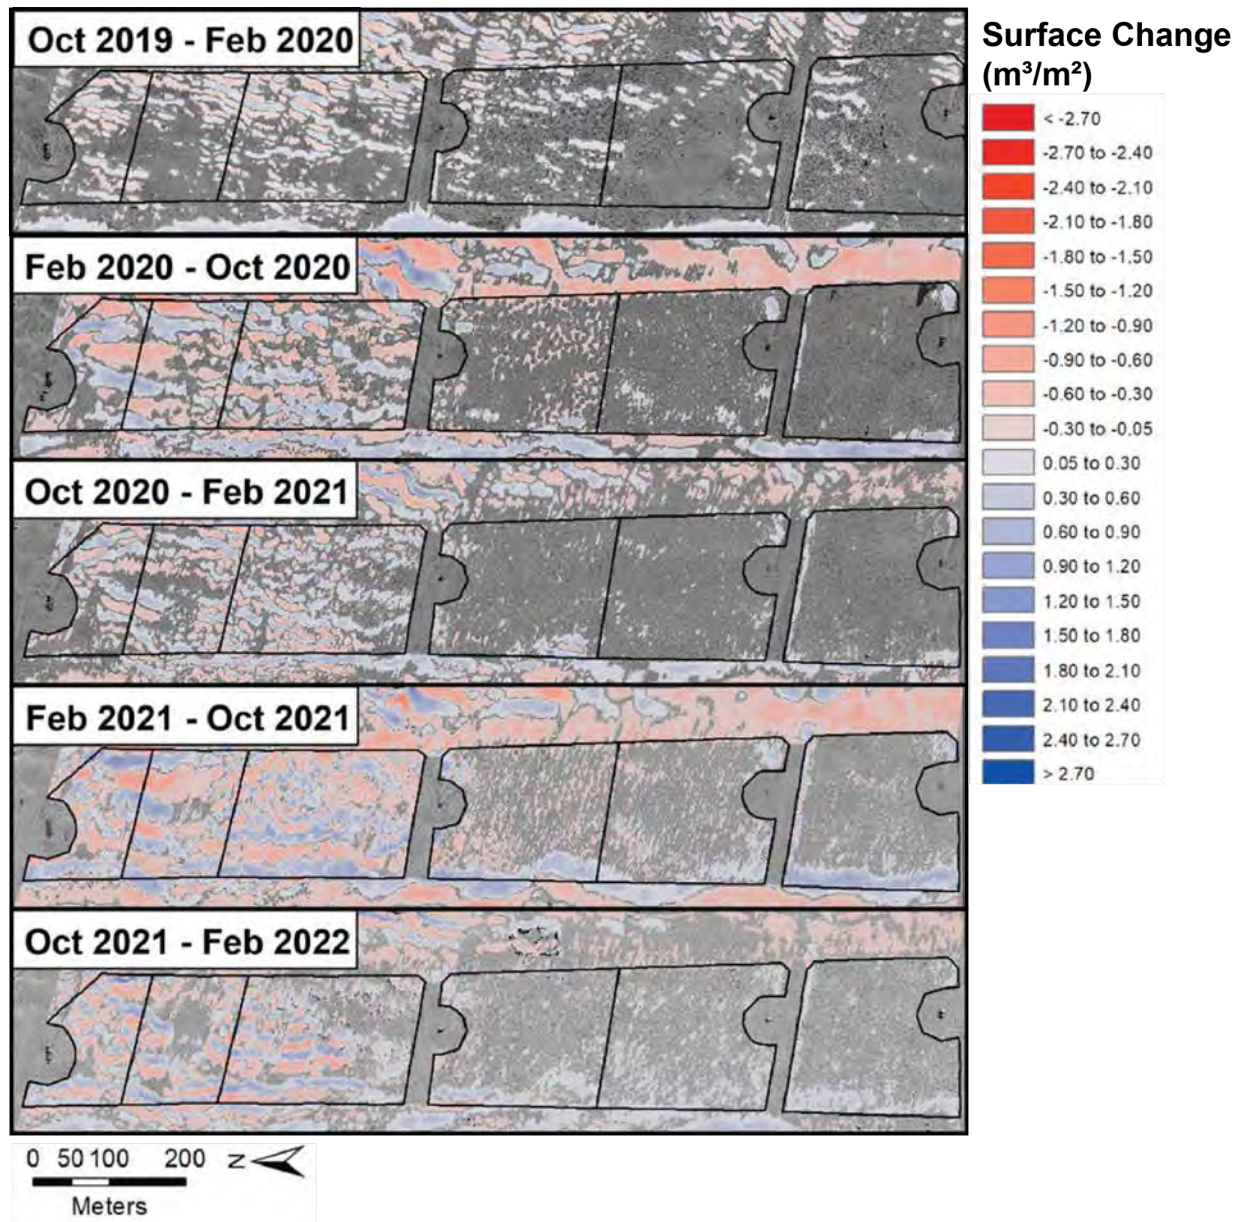 Oct 2019 - Feb 2020
Feb 2020 - Oct 2020
Oct 2020 - Feb 2021
Feb 2021 - Oct 2021
Oct 2021 - Feb 2022
Surface Change
(m³/m²)
< -2.70
-2.70 to -2.40
-2.40 to -2.10
-2.10 to -1.80
-1.80 to -1.50
-1.50 to -1.20
-1.20 to -0.90
-0.90 to -0.60
-0.60 to -0.30
-0.30 to -0.05
0.05 to 0.30
0.30 to 0.60
0.60 to 0.90
0.90 to 1.20
1.20 to 1.50
1.50 to 1.80
1.80 to 2.10
2.10 to 2.40
2.40 to 2.70
> 2.70
0 50 100 200 N
Meters